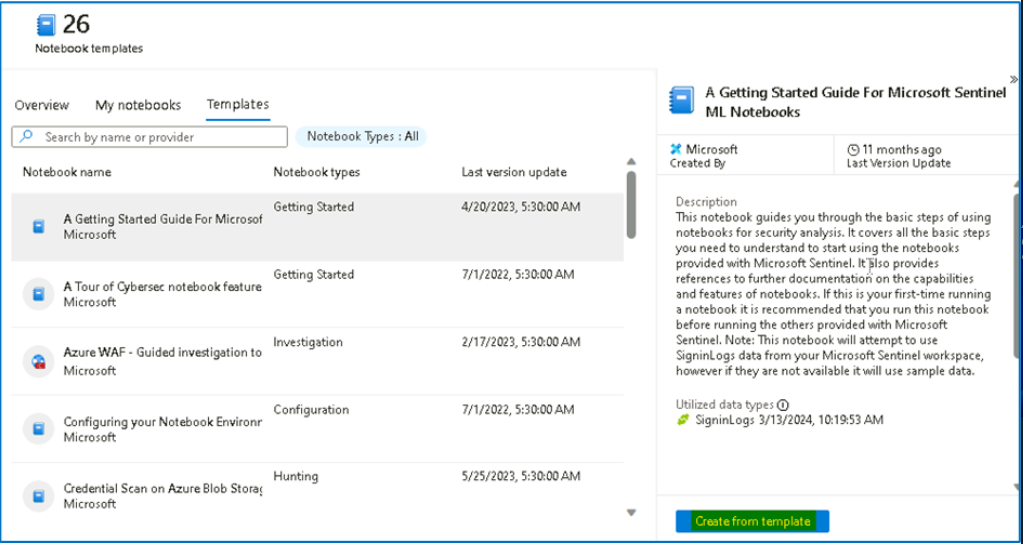 26
Notebook templates
Overview My notebooks Templates
Search by name or provider
Notebook Types : All
Notebook name Notebook types Last version update
A Getting Started Guide For Microsof Getting Started 4/20/2023, 5:30:00 AM
Microsoft
A Tour of Cybersec notebook feature Getting Started 7/1/2022, 5:30:00 AM
Microsoft
Azure WAF - Guided investigation to Investigation 2/17/2023, 5:30:00 AM
Microsoft
Configuring your Notebook Environr Configuration 7/1/2022, 5:30:00 AM
Microsoft
Credential Scan on Azure Blob Storag Hunting 5/25/2023, 5:30:00 AM
Microsoft
»
A Getting Started Guide For Microsoft Sentinel
ML Notebooks
Microsoft
Created By
11 months ago
Last Version Update
Description
This notebook guides you through the basic steps of using
notebooks for security analysis. It covers all the basic steps
you need to understand to start using the notebooks
provided with Microsoft Sentinel. It also provides
references to further documentation on the capabilities
and features of notebooks. If this is your first-time running
a notebook it is recommended that you run this notebook
before running the others provided with Microsoft
Sentinel. Note: This notebook will attempt to use
SigninLogs data from your Microsoft Sentinel workspace,
however if they are not available it will use sample data.
Utilized data types
SigninLogs 3/13/2024, 10:19:53 AM
Create from template